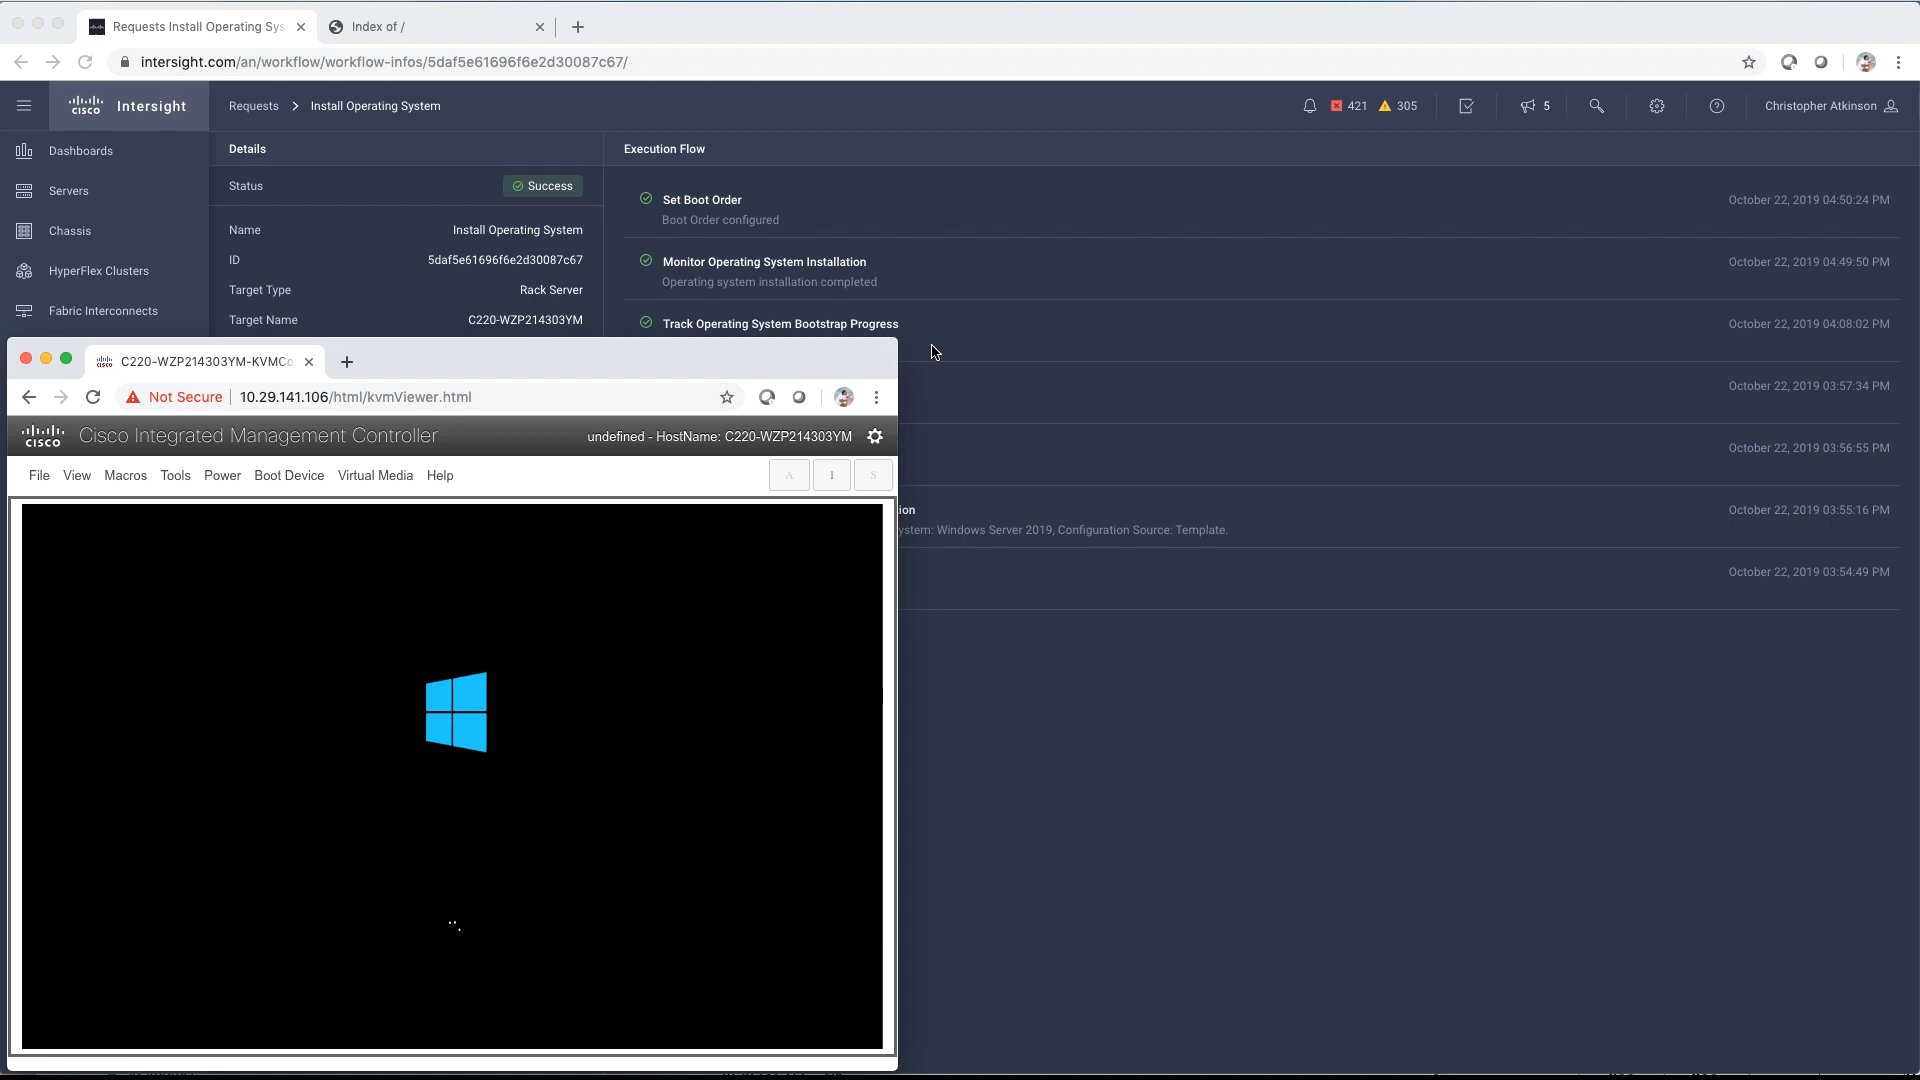 Requests Install Operating Sys
Index of /
intersight.com/an/workflow/workflow-infos/5daf5e61696f6e2d30087c67/
cisco Intersight
Requests > Install Operating System
421 305
5
Christopher Atkinson
Dashboards
Servers
Chassis
HyperFlex Clusters
Fabric Interconnects
Details
Status Success
Name Install Operating System
ID 5daf5e61696f6e2d30087c67
Target Type Rack Server
Target Name C220-WZP214303YM
Execution Flow
Set Boot Order October 22, 2019 04:50:24 PM
Boot Order configured
Monitor Operating System Installation October 22, 2019 04:49:50 PM
Operating system installation completed
Track Operating System Bootstrap Progress October 22, 2019 04:08:02 PM
October 22, 2019 03:57:34 PM
October 22, 2019 03:56:55 PM
ion October 22, 2019 03:55:16 PM
ystem: Windows Server 2019, Configuration Source: Template.
October 22, 2019 03:54:49 PM
C220-WZP214303YM-KVMCo
Not Secure 10.29.141.106/html/kvmViewer.html
cisco Cisco Integrated Management Controller undefined - HostName: C220-WZP214303YM
File View Macros Tools Power Boot Device Virtual Media Help A 1 S